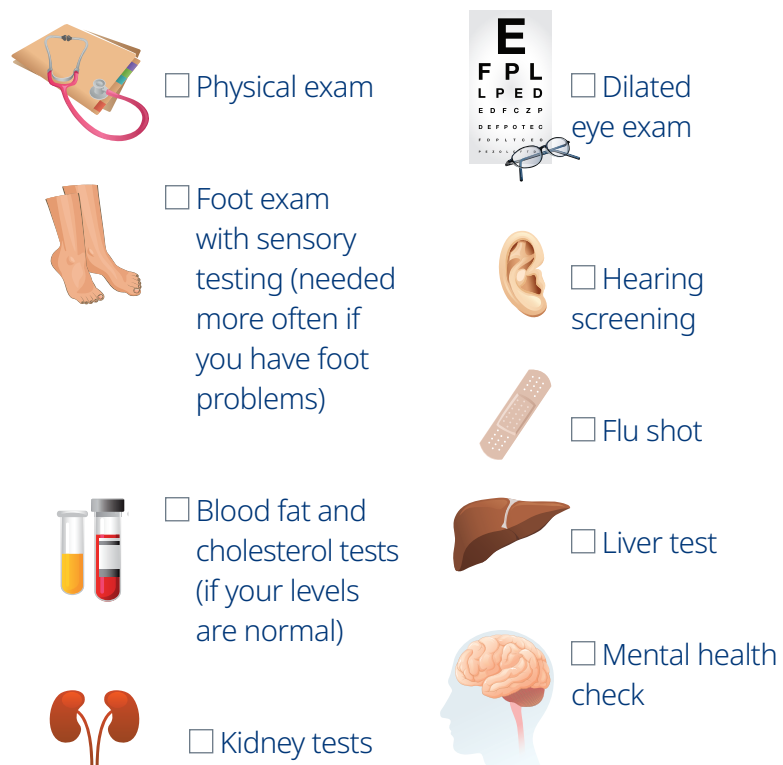 ☐ Physical exam
☐ Foot exam
with sensory
testing (needed
more often if
you have foot
problems)
☐ Blood fat and
cholesterol tests
(if your levels
are normal)
☐ Kidney tests
E
F P L
L P E D
E D F C Z P
D E F P O T E C
☐ Dilated
eye exam
☐ Hearing
screening
☐ Flu shot
☐ Liver test
☐ Mental health
check